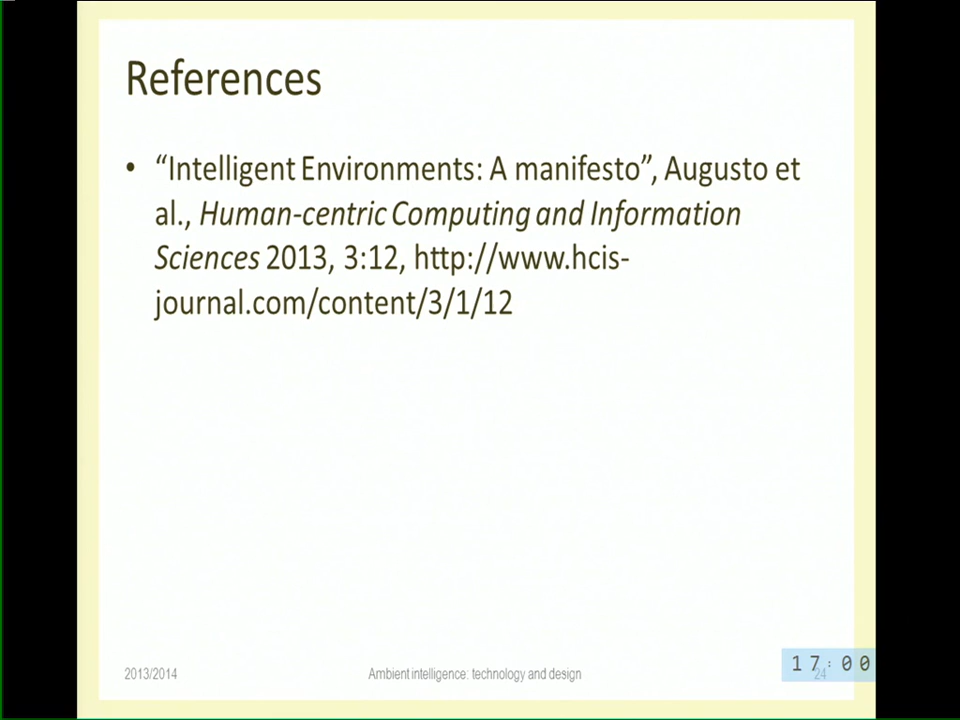 References
• “Intelligent Environments: A manifesto”, Augusto et
al., Human-centric Computing and Information
Sciences 2013, 3:12, http://www.hcis-
journal.com/content/3/1/12
2013/2014
Ambient intelligence: technology and design
24
17:00